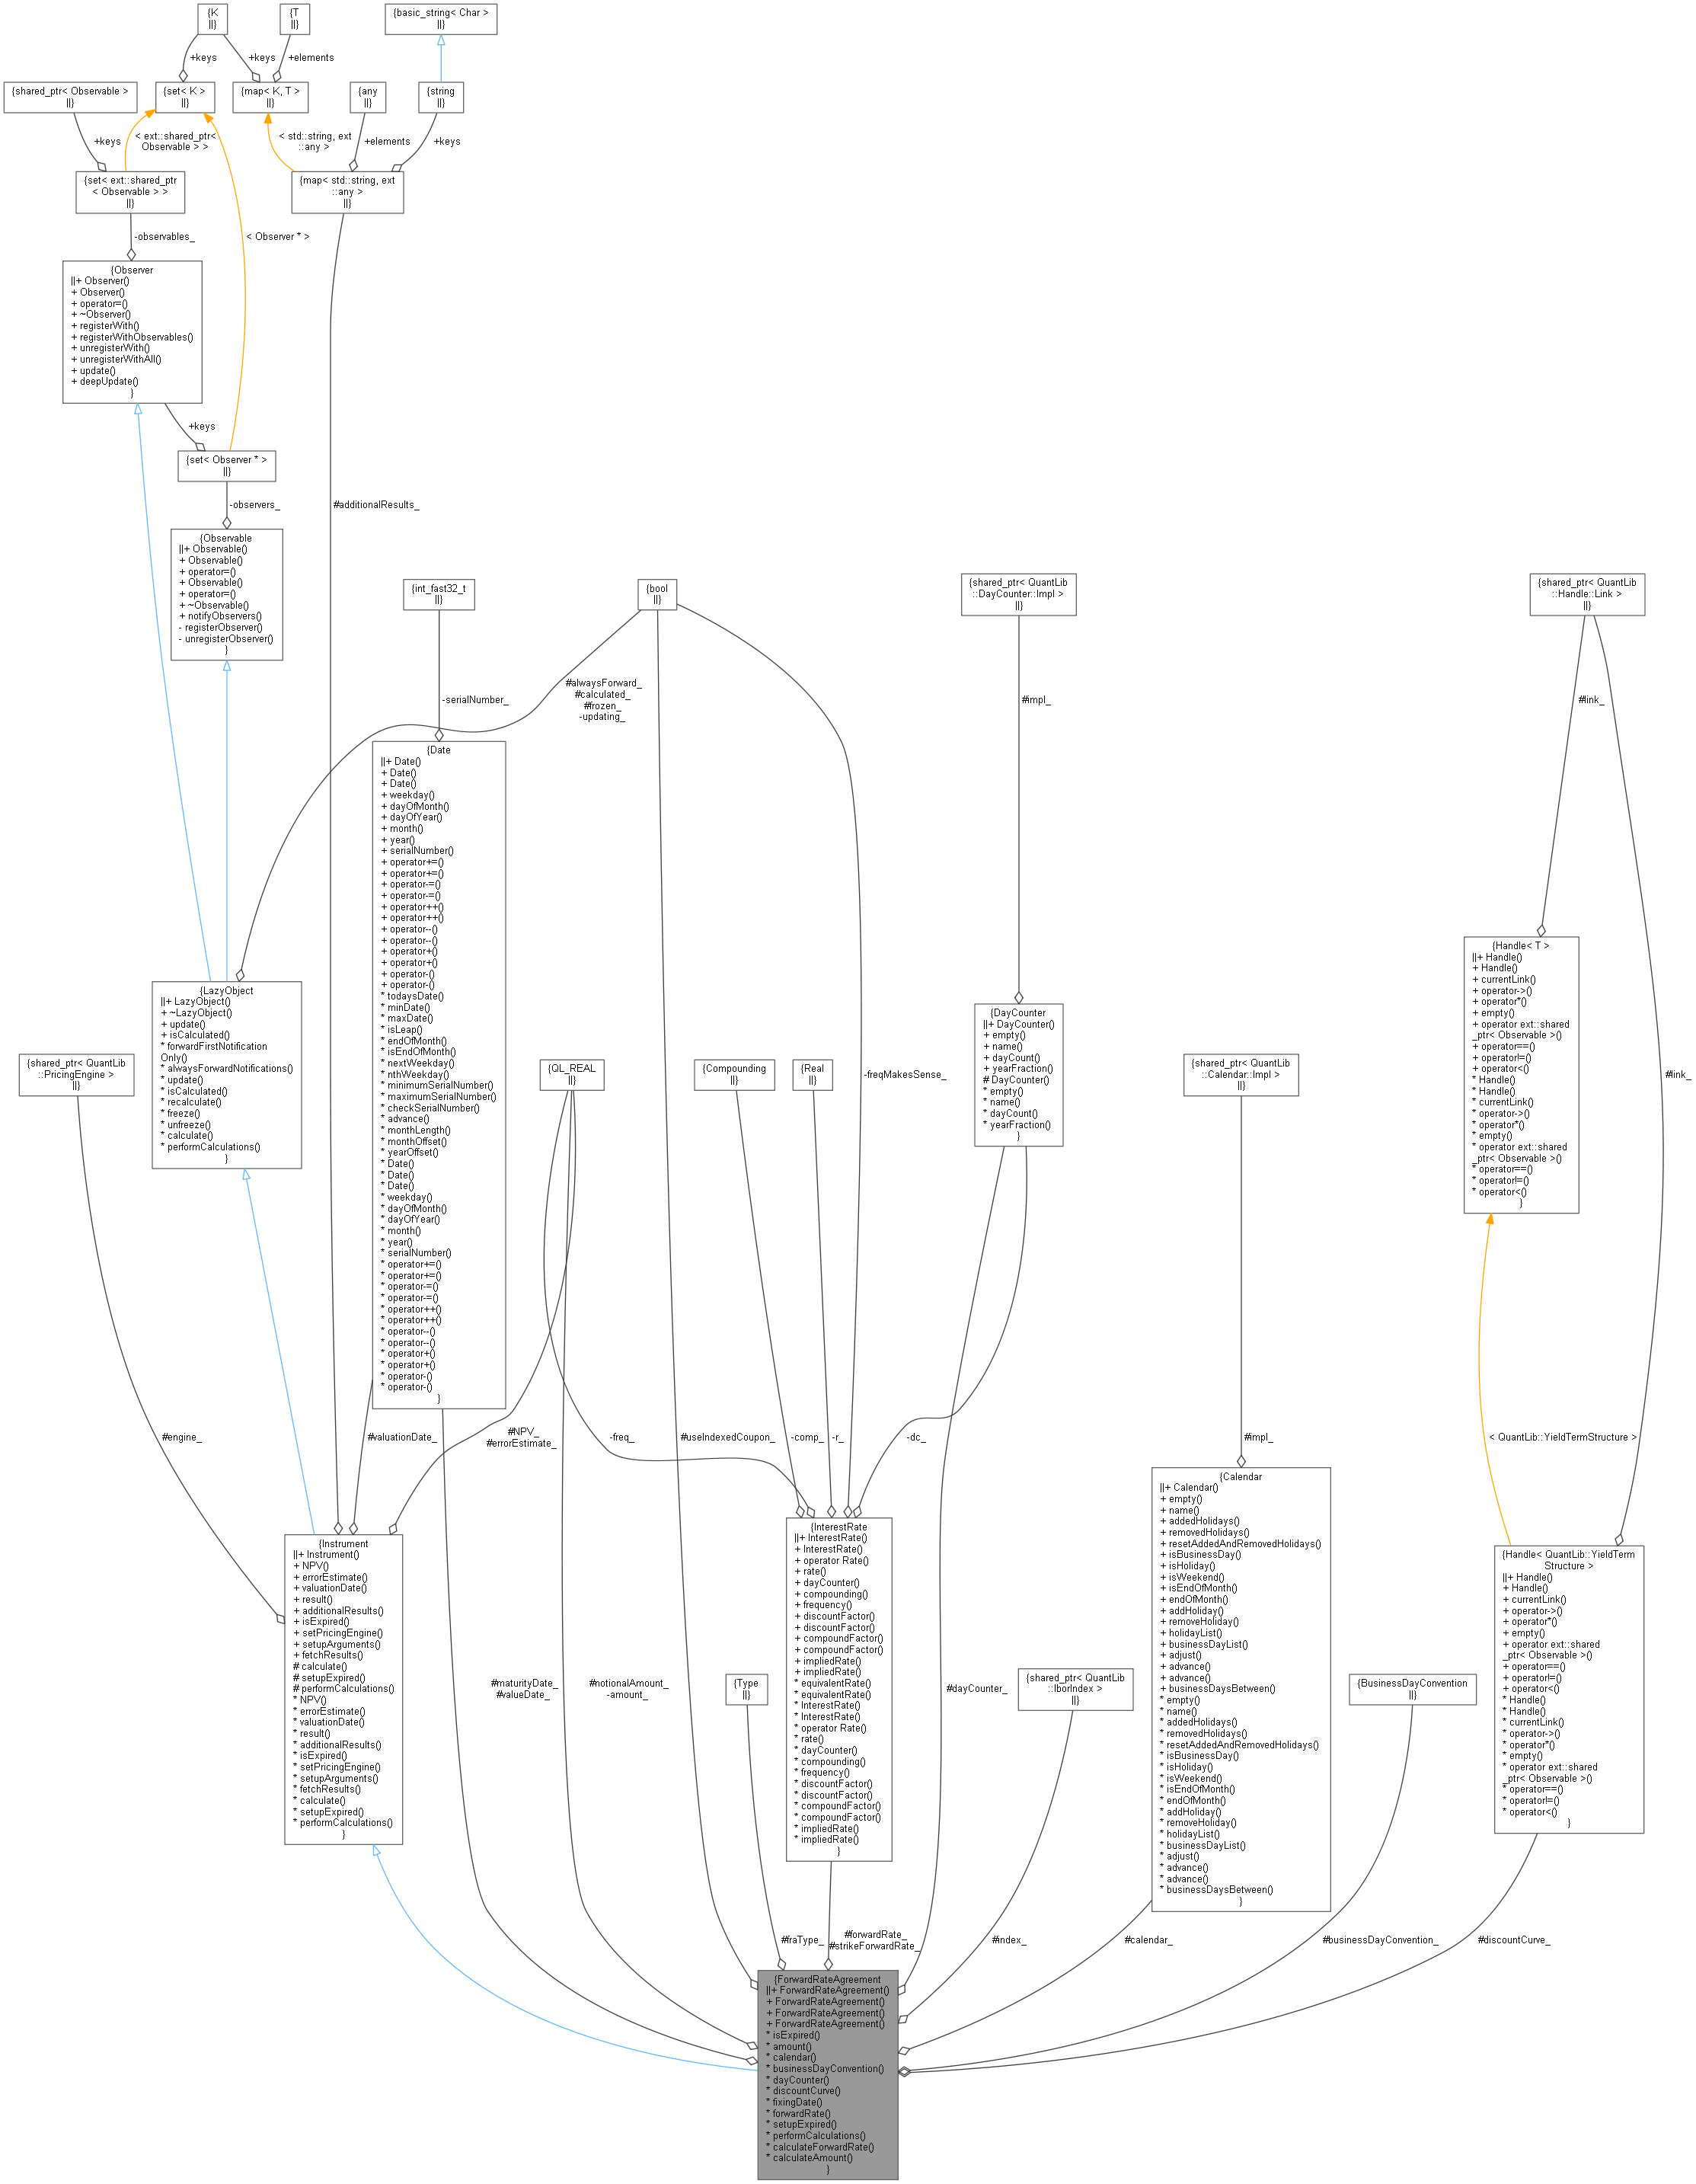 {K
||}
{T
||}
{basic_string< Char >
||}
+keys
+keys
+elements
{shared_ptr< Observable >
||}
{set< K >
||}
{map< K, T >
||}
{any
||}
{string
||}
+keys
< ext::shared_ptr<
Observable > >
< std::string, ext
::any >
+elements
+keys
{set< ext::shared_ptr
< Observable > >
||}
{map< std::string, ext
::any >
||}
-observables_
< Observer * >
{Observer
||+ Observer()
+ Observer()
+ operator=()
+ ~Observer()
+ registerWith()
+ registerWithObservables()
+ unregisterWith()
+ unregisterWithAll()
+ update()
+ deepUpdate()
}
+keys
{set< Observer * >
||}
-observers_
#additionalResults_
{Observable
||+ Observable()
+ Observable()
+ operator=()
+ Observable()
+ operator=()
+ ~Observable()
+ notifyObservers()
- registerObserver()
- unregisterObserver()
}
{int_fast32_t
||}
{bool
||}
{shared_ptr< QuantLib
::DayCounter::Impl >
||}
{shared_ptr< QuantLib
::Handle::Link >
||}
-serialNumber_
#alwaysForward_
#calculated_
#frozen_
-updating_
#impl_
#link_
{Date
||+ Date()
+ Date()
+ Date()
+ weekday()
+ dayOfMonth()
+ dayOfYear()
+ month()
+ year()
+ serialNumber()
+ operator+=()
+ operator+=()
+ operator-=()
+ operator-=()
+ operator++()
+ operator++()
+ operator--()
+ operator--()
+ operator+()
+ operator+()
+ operator-()
+ operator-()
* todaysDate()
* minDate()
* maxDate()
* isLeap()
* endOfMonth()
* isEndOfMonth()
* nextWeekday()
* nthWeekday()
* minimumSerialNumber()
* maximumSerialNumber()
* checkSerialNumber()
* advance()
* monthLength()
* monthOffset()
* yearOffset()
* Date()
* Date()
* Date()
* weekday()
* dayOfMonth()
* dayOfYear()
* month()
* year()
* serialNumber()
* operator+=()
* operator+=()
* operator-=()
* operator-=()
* operator++()
* operator++()
* operator--()
* operator--()
* operator+()
* operator+()
* operator-()
* operator-()
}
{Handle< T >
||+ Handle()
+ Handle()
+ currentLink()
+ operator->()
+ operator*()
+ empty()
+ operator ext::shared
_ptr< Observable >()
+ operator==()
+ operator!=()
+ operator<()
* Handle()
* Handle()
* currentLink()
* operator->()
* operator*()
* empty()
* operator ext::shared
_ptr< Observable >()
* operator==()
* operator!=()
* operator<()
}
{LazyObject
||+ LazyObject()
+ ~LazyObject()
+ update()
+ isCalculated()
* forwardFirstNotification
Only()
* alwaysForwardNotifications()
* update()
* isCalculated()
* recalculate()
* freeze()
* unfreeze()
* calculate()
* performCalculations()
}
{DayCounter
||+ DayCounter()
+ empty()
+ name()
+ dayCount()
+ yearFraction()
# DayCounter()
* empty()
* name()
* dayCount()
* yearFraction()
}
{shared_ptr< QuantLib
::PricingEngine >
||}
{QL_REAL
||}
{Compounding
||}
{Real
||}
-freqMakesSense_
{shared_ptr< QuantLib
::Calendar::Impl >
||}
#link_
#engine_
#valuationDate_
#NPV_
#errorEstimate_
-freq_
#useIndexedCoupon_
-comp_
-r_
-dc_
#impl_
< QuantLib::YieldTermStructure >
{Instrument
||+ Instrument()
+ NPV()
+ errorEstimate()
+ valuationDate()
+ result()
+ additionalResults()
+ isExpired()
+ setPricingEngine()
+ setupArguments()
+ fetchResults()
# calculate()
# setupExpired()
# performCalculations()
* NPV()
* errorEstimate()
* valuationDate()
* result()
* additionalResults()
* isExpired()
* setPricingEngine()
* setupArguments()
* fetchResults()
* calculate()
* setupExpired()
* performCalculations()
}
{InterestRate
||+ InterestRate()
+ InterestRate()
+ operator Rate()
+ rate()
+ dayCounter()
+ compounding()
+ frequency()
+ discountFactor()
+ discountFactor()
+ compoundFactor()
+ compoundFactor()
+ impliedRate()
+ impliedRate()
* equivalentRate()
* equivalentRate()
* InterestRate()
* InterestRate()
* operator Rate()
* rate()
* dayCounter()
* compounding()
* frequency()
* discountFactor()
* discountFactor()
* compoundFactor()
* compoundFactor()
* impliedRate()
* impliedRate()
}
{Calendar
||+ Calendar()
+ empty()
+ name()
+ addedHolidays()
+ removedHolidays()
+ resetAddedAndRemovedHolidays()
+ isBusinessDay()
+ isHoliday()
+ isWeekend()
+ isEndOfMonth()
+ endOfMonth()
+ addHoliday()
+ removeHoliday()
+ holidayList()
+ businessDayList()
+ adjust()
+ advance()
+ advance()
+ businessDaysBetween()
* empty()
* name()
* addedHolidays()
* removedHolidays()
* resetAddedAndRemovedHolidays()
* isBusinessDay()
* isHoliday()
* isWeekend()
* isEndOfMonth()
* endOfMonth()
* addHoliday()
* removeHoliday()
* holidayList()
* businessDayList()
* adjust()
* advance()
* advance()
* businessDaysBetween()
}
{Handle< QuantLib::YieldTerm
Structure >
||+ Handle()
+ Handle()
+ currentLink()
+ operator->()
+ operator*()
+ empty()
+ operator ext::shared
_ptr< Observable >()
+ operator==()
+ operator!=()
+ operator<()
* Handle()
* Handle()
* currentLink()
* operator->()
* operator*()
* empty()
* operator ext::shared
_ptr< Observable >()
* operator==()
* operator!=()
* operator<()
}
#maturityDate_
#valueDate_
#notionalAmount_
-amount_
{Type
||}
#dayCounter_
{shared_ptr< QuantLib
::IborIndex >
||}
{BusinessDayConvention
||}
#fraType_
#forwardRate_
#strikeForwardRate_
#index_
#calendar_
#businessDayConvention_
#discountCurve_
{ForwardRateAgreement
||+ ForwardRateAgreement()
+ ForwardRateAgreement()
+ ForwardRateAgreement()
+ ForwardRateAgreement()
* isExpired()
* amount()
* calendar()
* businessDayConvention()
* dayCounter()
* discountCurve()
* fixingDate()
* forwardRate()
* setupExpired()
* performCalculations()
* calculateForwardRate()
* calculateAmount()
}